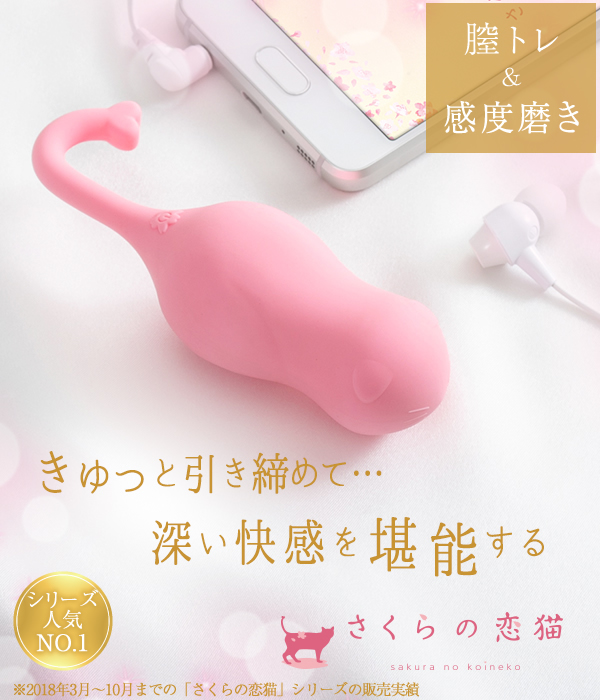 膣トレ
&
感度磨き
きゅっと引き締めて…
深い快感を堪能する
シリーズ
人気
NO.1
さくらの恋猫
sakura no koineko
※2018年3月～10月までの「さくらの恋猫」シリーズの販売実績